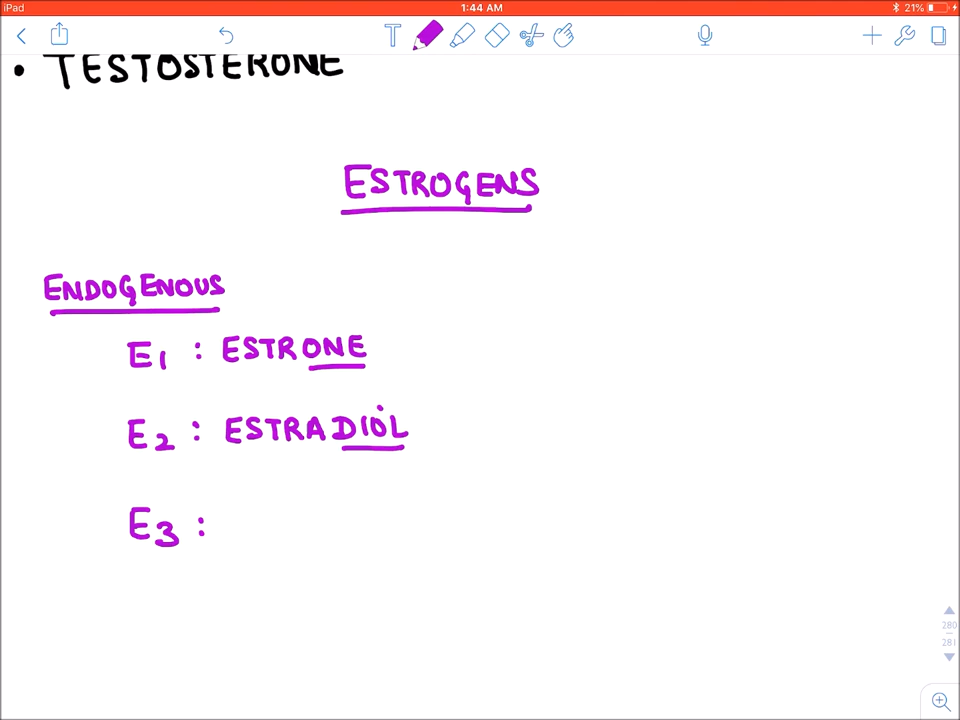 iPad 1:44 AM 21%
T
• TESTOSTERONE
ESTROGENS
ENDOGENOUS
E1 : ESTRONE
E2 : ESTRADIOL
E3 :
280
281